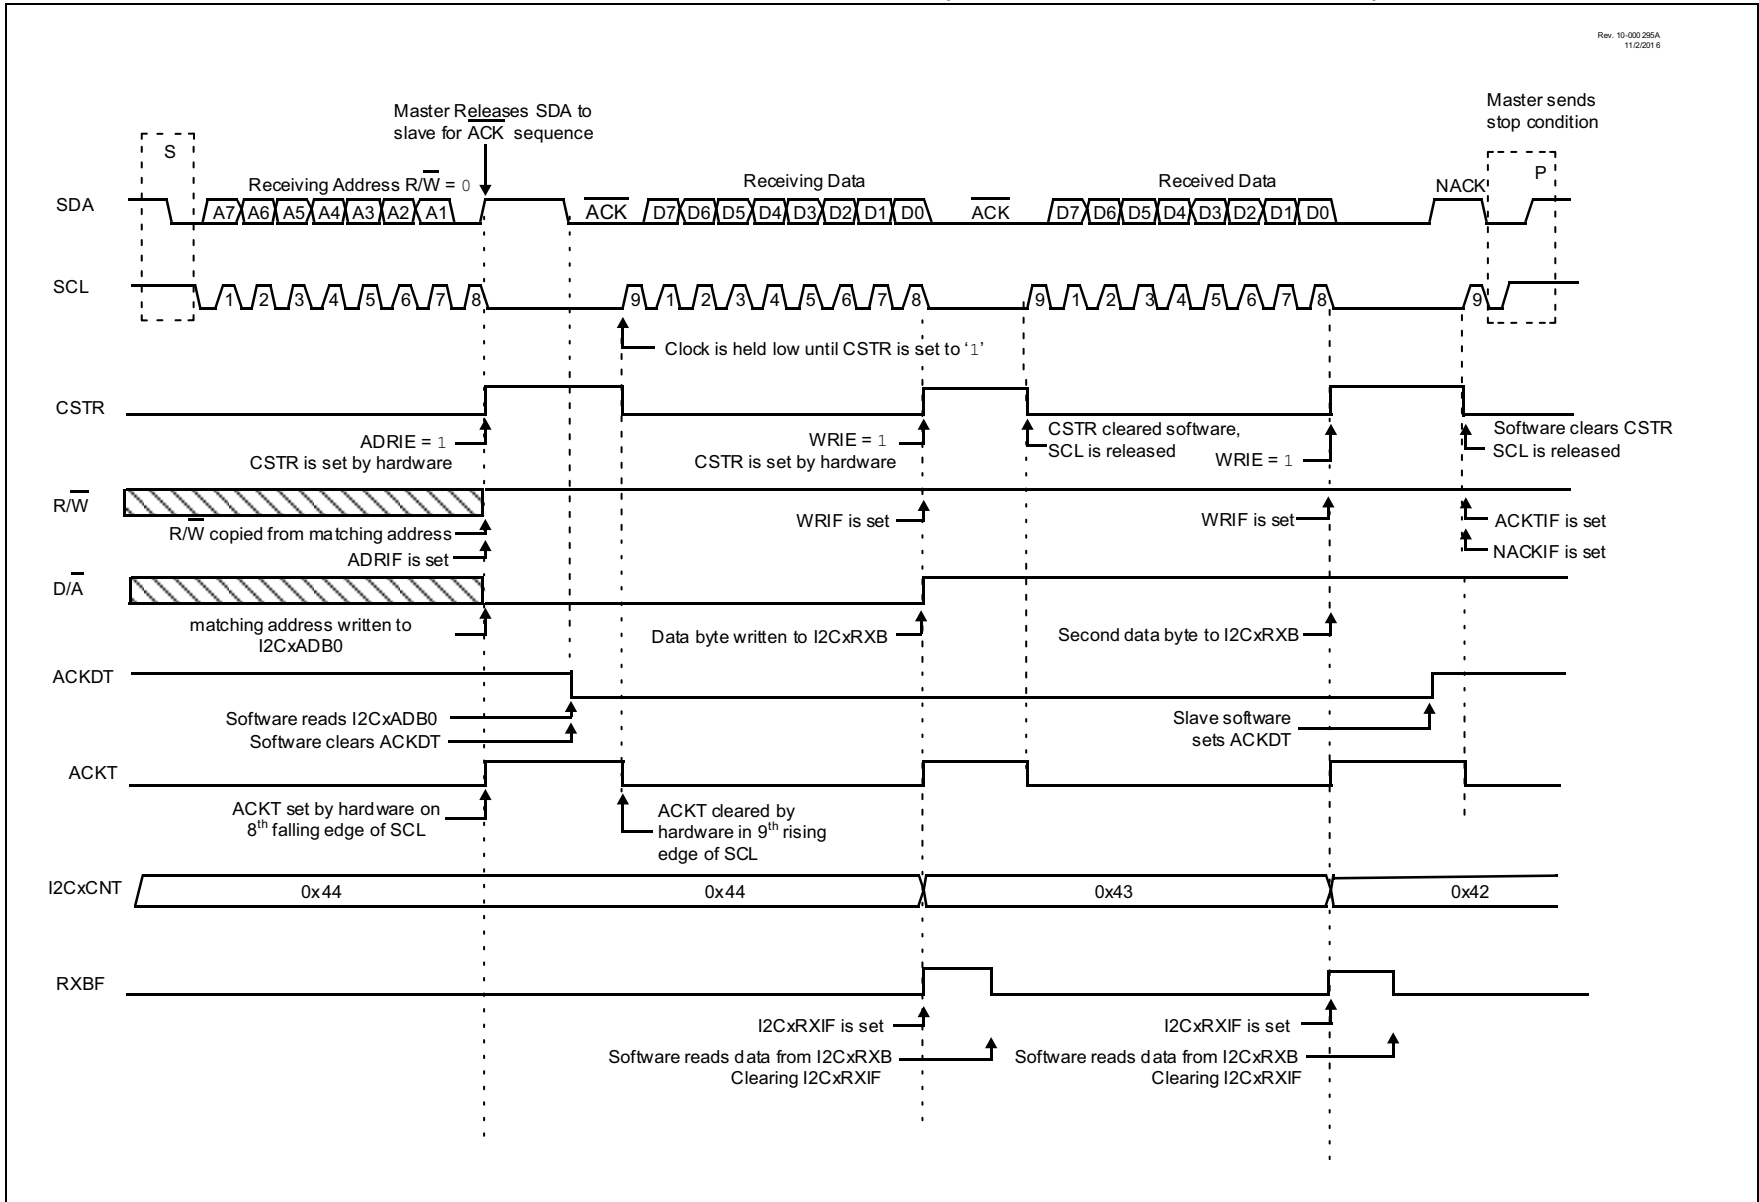 Rev. 10-000295A
11/2/2016
Master Releases SDA to
slave for ACK sequence
Master sends
stop condition
S
P
Receiving Address R/W = 0
Receiving Data
Received Data
NACK
SDA
A7 A6 A5 A4 A3 A2 A1
ACK
D7 D6 D5 D4 D3 D2 D1 D0
ACK
D7 D6 D5 D4 D3 D2 D1 D0
SCL
1 2 3 4 5 6 7 8 9 1 2 3 4 5 6 7 8 9 1 2 3 4 5 6 7 8 9
Clock is held low until CSTR is set to ‘1’
CSTR
ADRIE = 1
CSTR is set by hardware
WRIE = 1
CSTR is set by hardware
CSTR cleared software,
SCL is released
WRIE = 1
Software clears CSTR
SCL is released
R/W
R/W copied from matching address
ADRIF is set
WRIF is set
WRIF is set
ACKTIF is set
NACKIF is set
D/A
matching address written to
I2CxADB0
Data byte written to I2CxRXB
Second data byte to I2CxRXB
ACKDT
Software reads I2CxADB0
Software clears ACKDT
Slave software
sets ACKDT
ACKT
ACKT set by hardware on
8th falling edge of SCL
ACKT cleared by
hardware in 9th rising
edge of SCL
I2CxCNT
0x44
0x44
0x43
0x42
RXBF
I2CxRXIF is set
Software reads data from I2CxRXB
Clearing I2CxRXIF
I2CxRXIF is set
Software reads data from I2CxRXB
Clearing I2CxRXIF